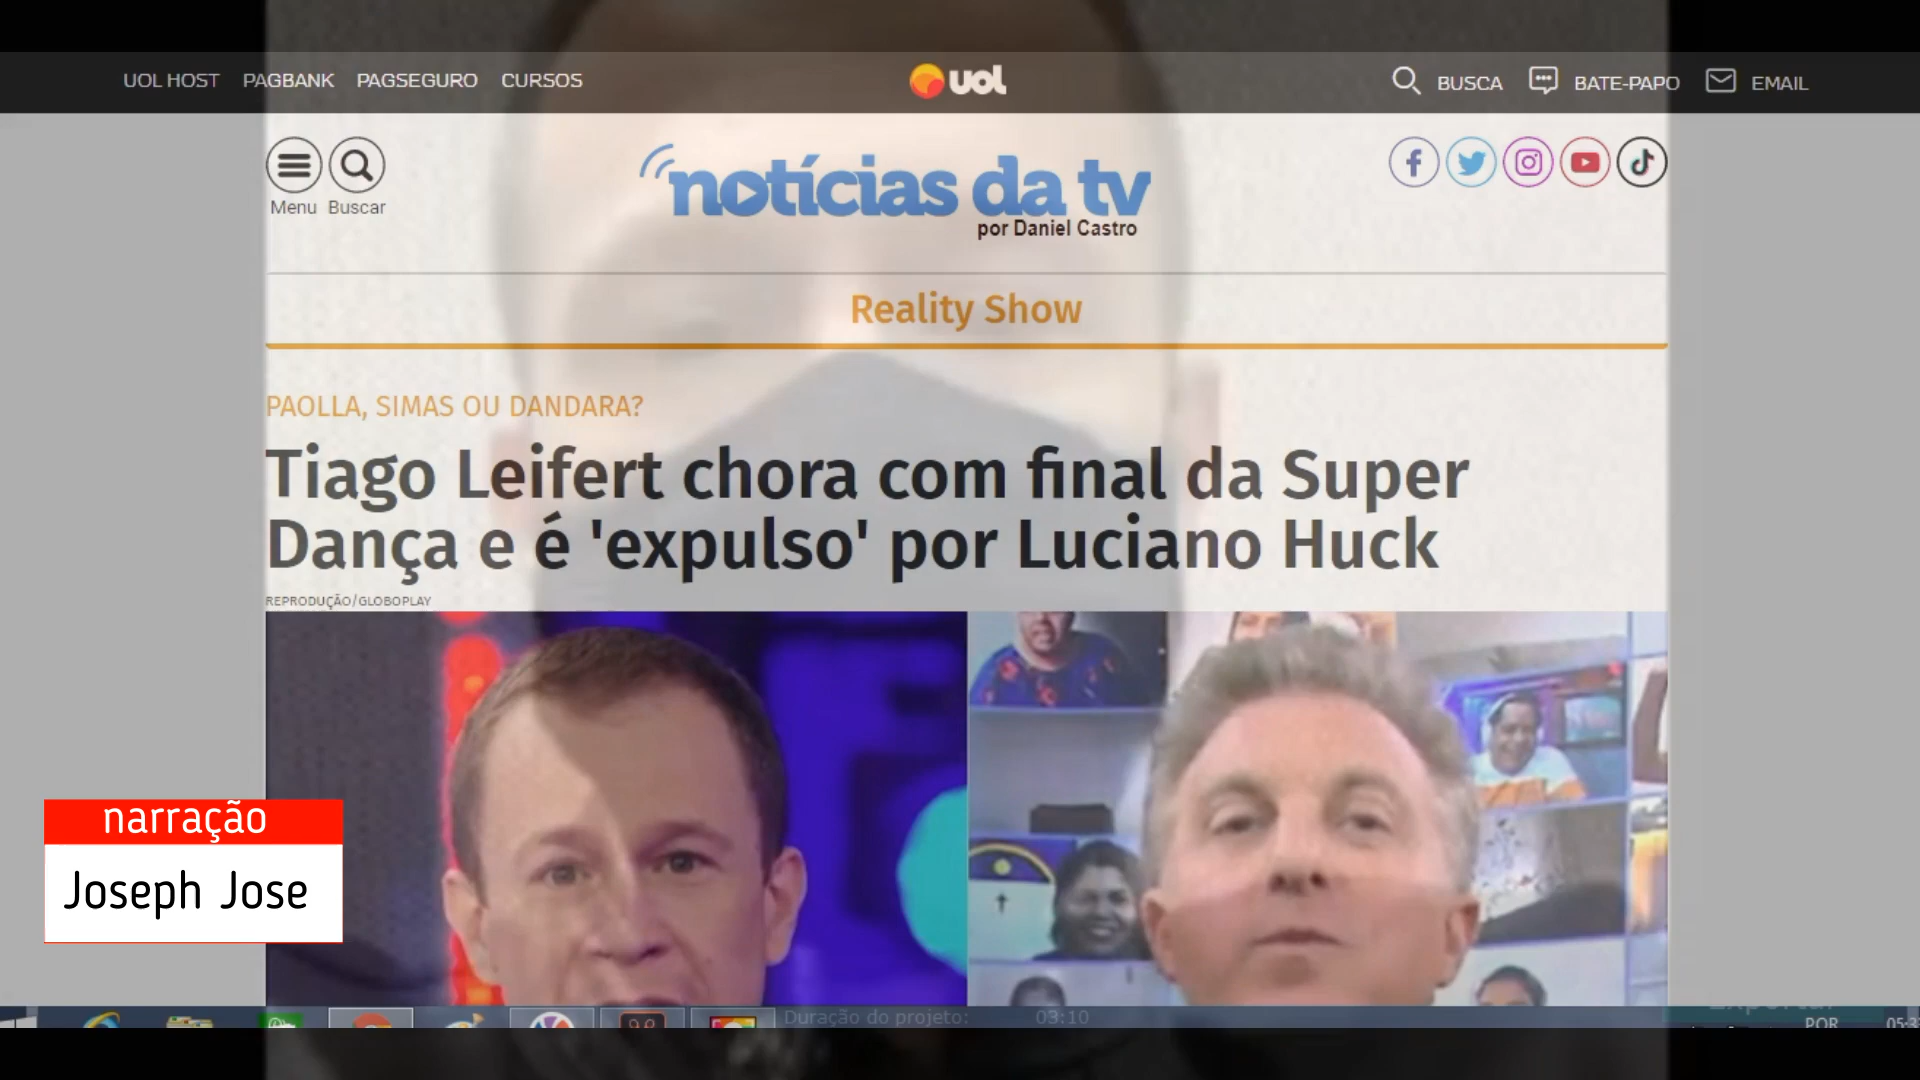 UOL HOST PAGBANK PAGSEGURO CURSOS uol BUSCA BATE-PAPO EMAIL
Menu Buscar
notícias da tv
por Daniel Castro
Reality Show
PAOLLA, SIMAS OU DANDARA?
Tiago Leifert chora com final da Super
Dança e é 'expulso' por Luciano Huck
REPRODUÇÃO/GLOBOPLAY
narração
Joseph Jose
Duração do projeto: 03:10
Exportar
POR